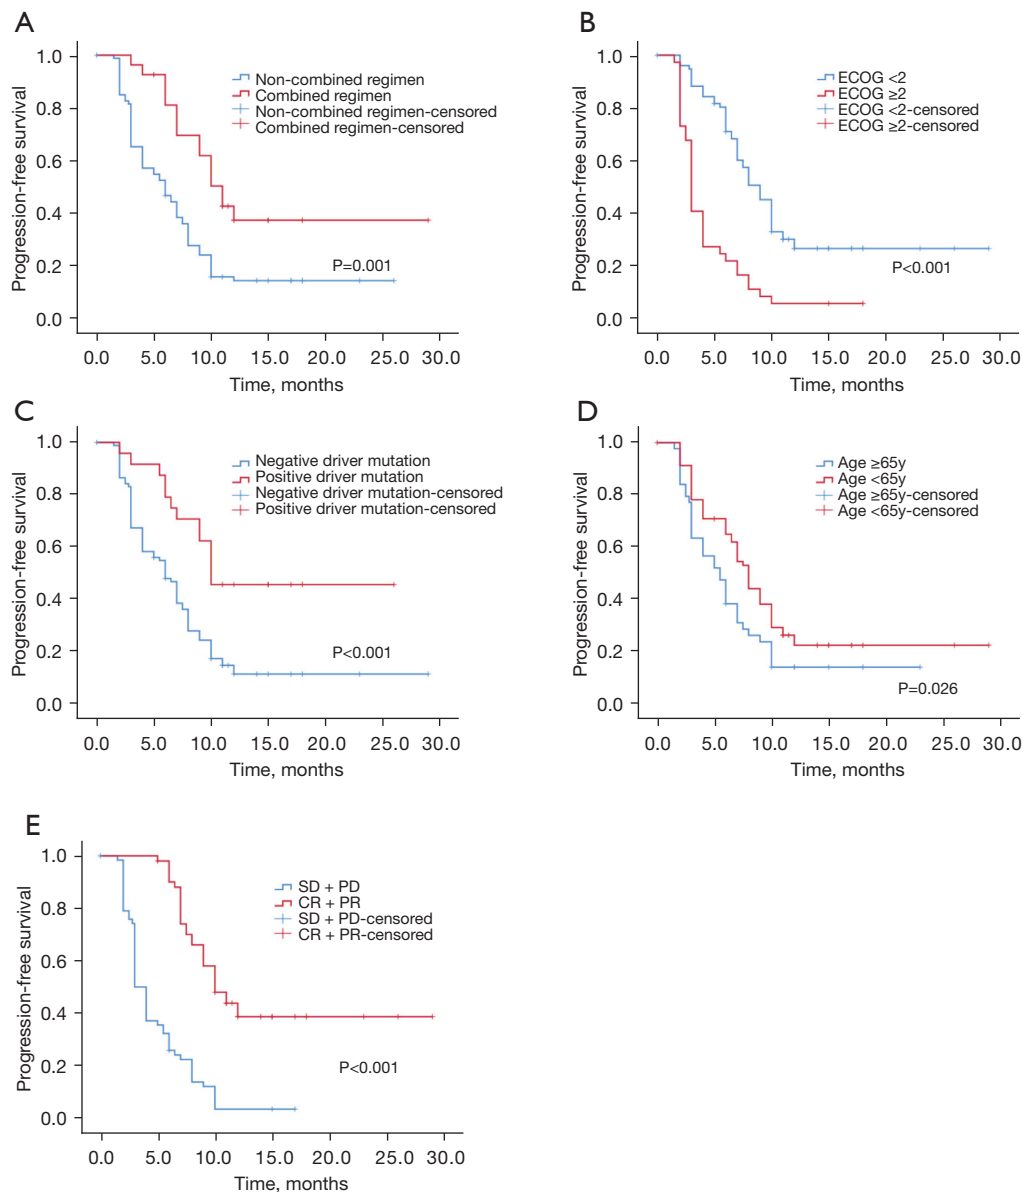 A
1.0
0.8
0.6
0.4
0.2
0.0
Progression-free survival
Non-combined regimen
Combined regimen
Non-combined regimen-censored
Combined regimen-censored
P=0.001
0.0 5.0 10.0 15.0 20.0 25.0 30.0
Time, months
B
1.0
0.8
0.6
0.4
0.2
0.0
Progression-free survival
ECOG <2
ECOG ≥2
ECOG <2-censored
ECOG ≥2-censored
P<0.001
0.0 5.0 10.0 15.0 20.0 25.0 30.0
Time, months
C
1.0
0.8
0.6
0.4
0.2
0.0
Progression-free survival
Negative driver mutation
Positive driver mutation
Negative driver mutation-censored
Positive driver mutation-censored
P<0.001
0.0 5.0 10.0 15.0 20.0 25.0 30.0
Time, months
D
1.0
0.8
0.6
0.4
0.2
0.0
Progression-free survival
Age ≥65y
Age <65y
Age ≥65y-censored
Age <65y-censored
P=0.026
0.0 5.0 10.0 15.0 20.0 25.0 30.0
Time, months
E
1.0
0.8
0.6
0.4
0.2
0.0
Progression-free survival
SD + PD
CR + PR
SD + PD-censored
CR + PR-censored
P<0.001
0.0 5.0 10.0 15.0 20.0 25.0 30.0
Time, months